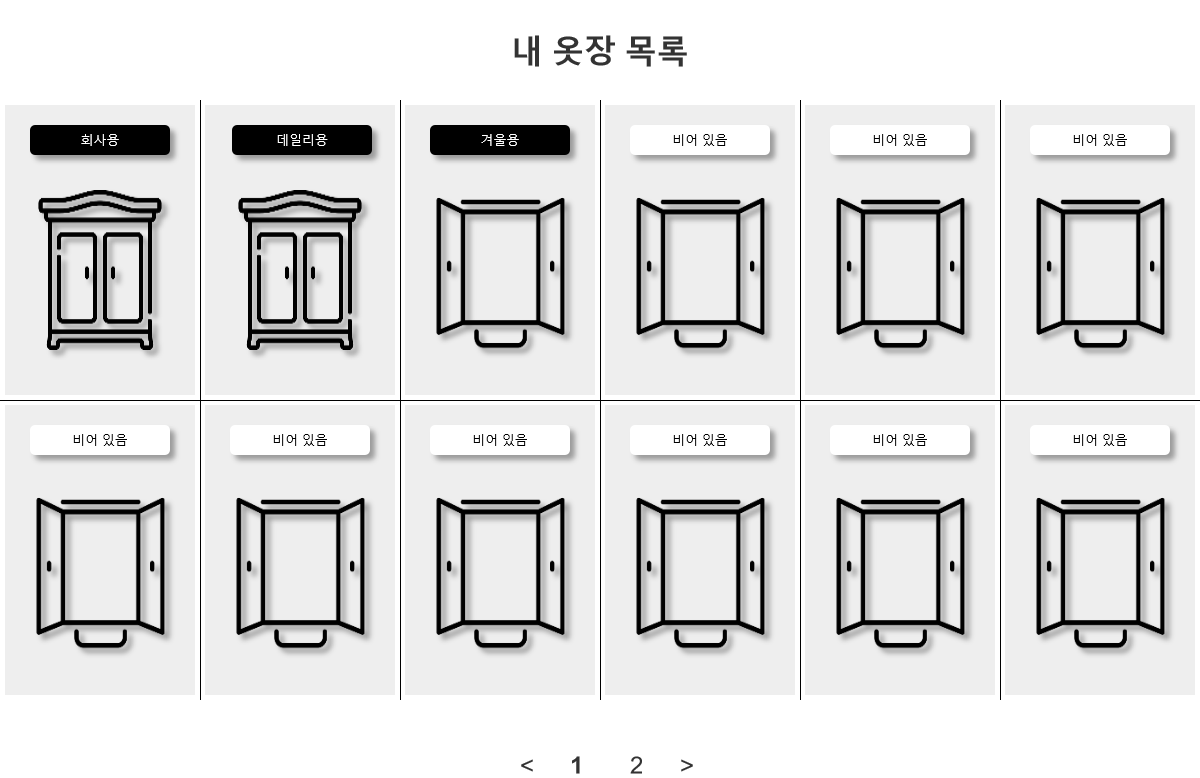 내 옷장 목록
회사용
데일리용
겨울용
비어 있음
비어 있음
비어 있음
비어 있음
비어 있음
비어 있음
비어 있음
비어 있음
비어 있음
< 1 2 >